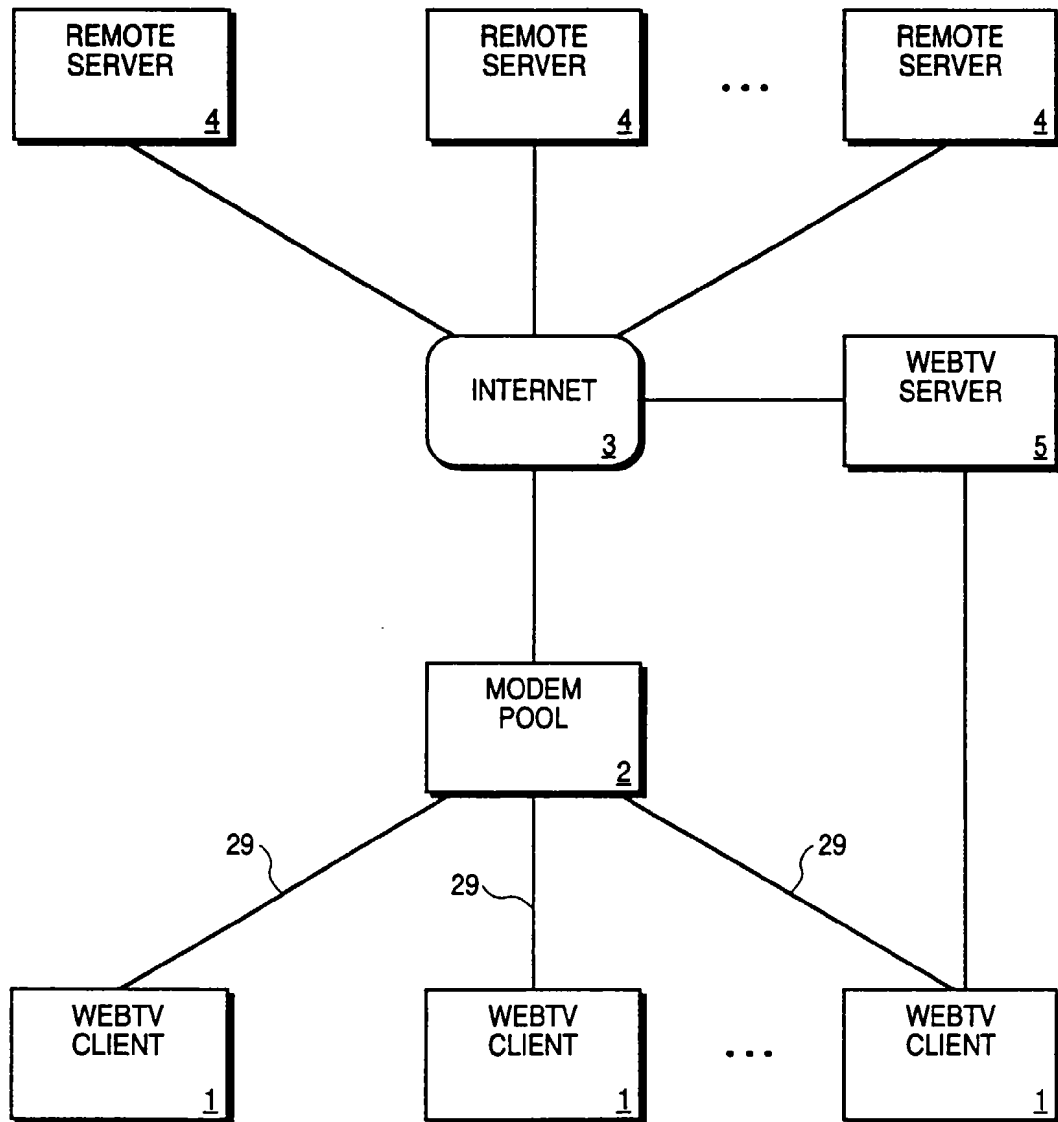 REMOTE
SERVER
4
REMOTE
SERVER
4
...
REMOTE
SERVER
4
INTERNET
3
WEBTV
SERVER
5
MODEM
POOL
2
29
29
29
WEBTV
CLIENT
1
WEBTV
CLIENT
1
...
WEBTV
CLIENT
1